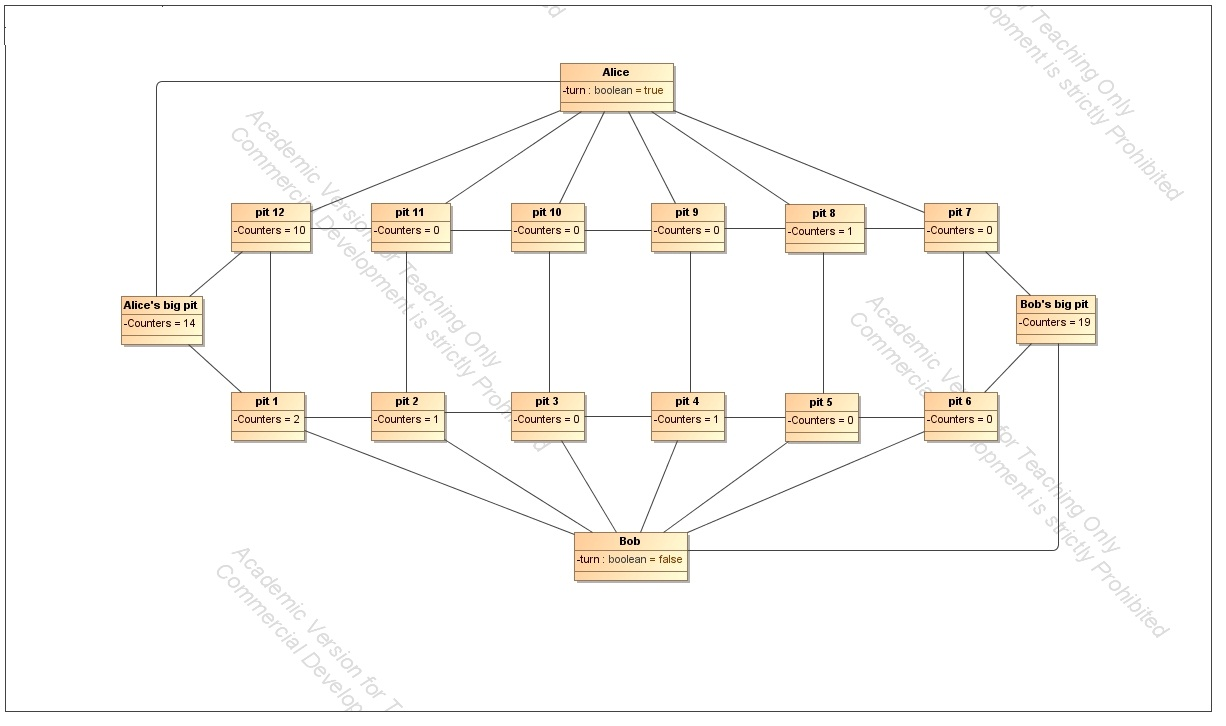 Alice
-turn : boolean = true
pit 12
-Counters = 10
pit 11
-Counters = 0
pit 10
-Counters = 0
pit 9
-Counters = 0
pit 8
-Counters = 1
pit 7
-Counters = 0
Alice's big pit
-Counters = 14
Bob's big pit
-Counters = 19
pit 1
-Counters = 2
pit 2
-Counters = 1
pit 3
-Counters = 0
pit 4
-Counters = 1
pit 5
-Counters = 0
pit 6
-Counters = 0
Bob
-turn : boolean = false
Teaching Only
is strictly Prohibited
Academic Version for Teaching Only
Commercial Development is strictly Prohibited
Academic Version for Teaching Only
Commercial Development is strictly Prohibited
Academic Version for
Commercial